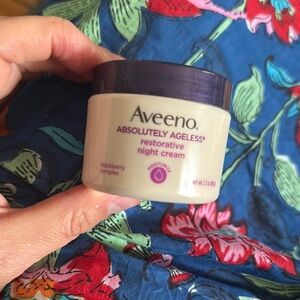 Aveeno.
ABSOLUTELY AGELESS®
restorative
night cream
blackberry
complex